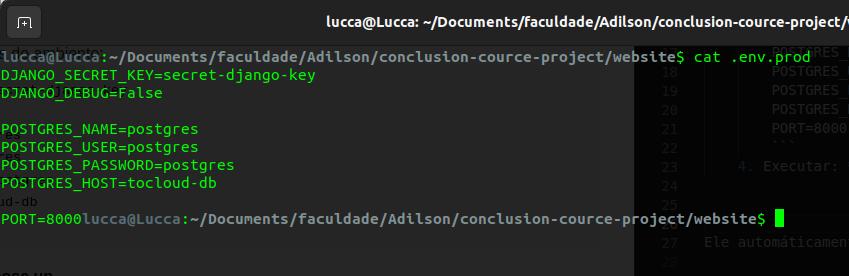 lucca@Lucca: ~/Documents/faculdade/Adilson/conclusion-cource-project/w
lucca@Lucca:~/Documents/faculdade/Adilson/conclusion-cource-project/website$ cat .env.prod
DJANGO_SECRET_KEY=secret-django-key
DJANGO_DEBUG=False
POSTGRES_NAME=postgres
POSTGRES_USER=postgres
POSTGRES_PASSWORD=postgres
POSTGRES_HOST=tocloud-db
PORT=8000lucca@Lucca:~/Documents/faculdade/Adilson/conclusion-cource-project/website$
POSTGRES_
18 POSTGRES_
19 POSTGRES_
20 POSTGRES_
21 PORT=8000
22 ```
23 4. Executar:
24
25
27 Ele automáticament
28